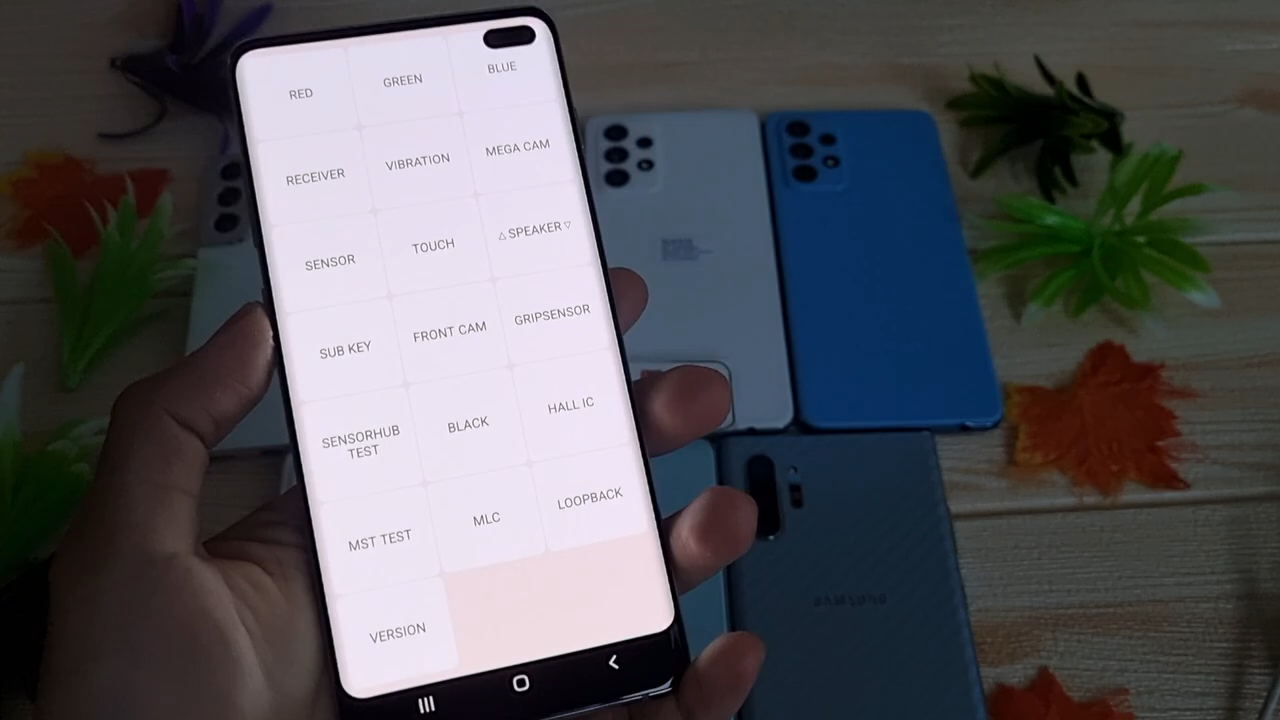 RED
GREEN
BLUE
RECEIVER
VIBRATION
MEGA CAM
SENSOR
TOUCH
△ SPEAKER ▽
SUB KEY
FRONT CAM
GRIPSENSOR
SENSORHUB
TEST
BLACK
HALL IC
MST TEST
MLC
LOOPBACK
VERSION
SAMSUNG